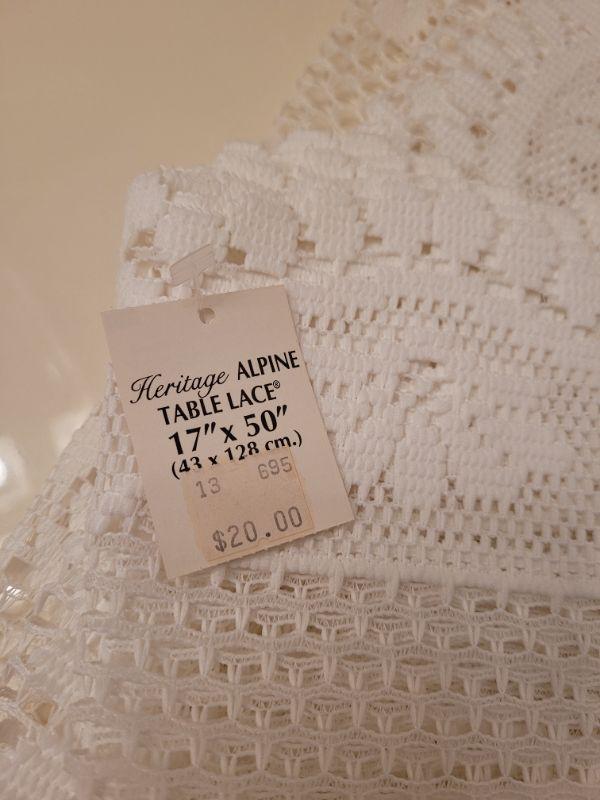 Heritage ALPINE
TABLE LACE®
17" x 50"
(43 x 128 cm.)
13 695
$20.00